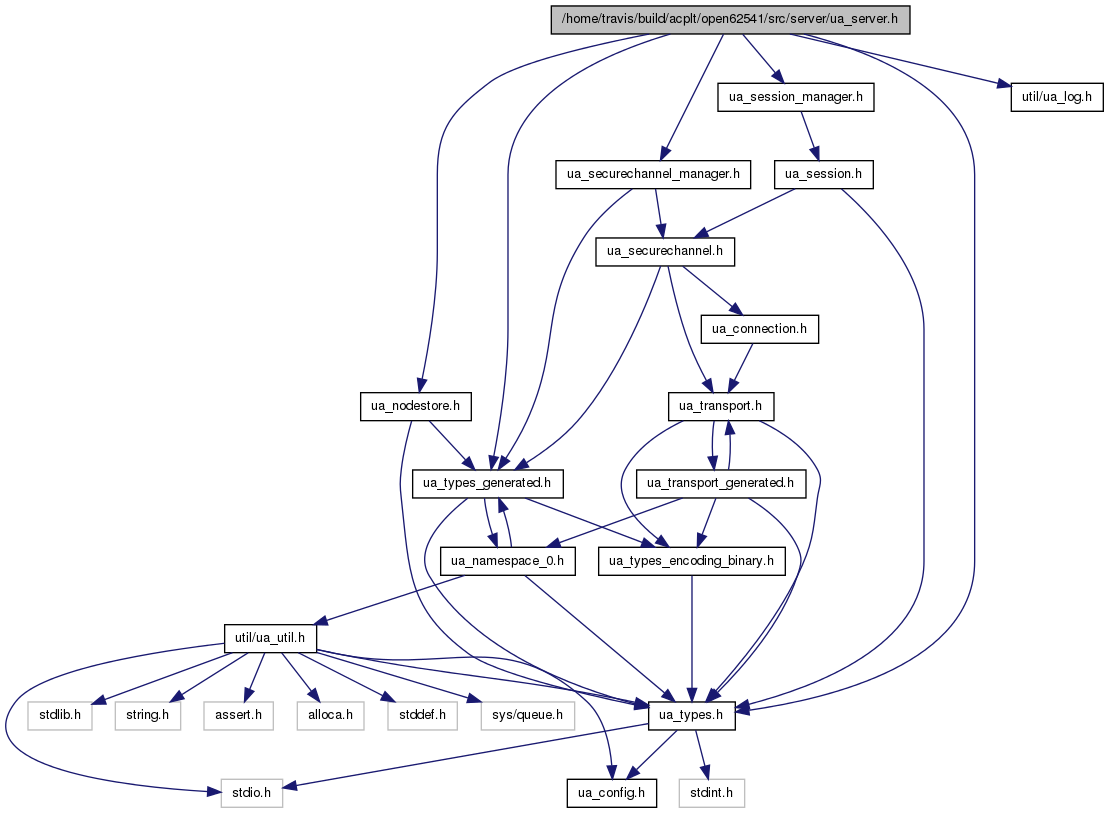 /home/travis/build/acplt/open62541/src/server/ua_server.h
ua_session_manager.h
util/ua_log.h
ua_securechannel_manager.h
ua_session.h
ua_securechannel.h
ua_connection.h
ua_nodestore.h
ua_transport.h
ua_types_generated.h
ua_transport_generated.h
ua_namespace_0.h
ua_types_encoding_binary.h
util/ua_util.h
stdlib.h
string.h
assert.h
alloca.h
stddef.h
sys/queue.h
ua_types.h
stdio.h
ua_config.h
stdint.h